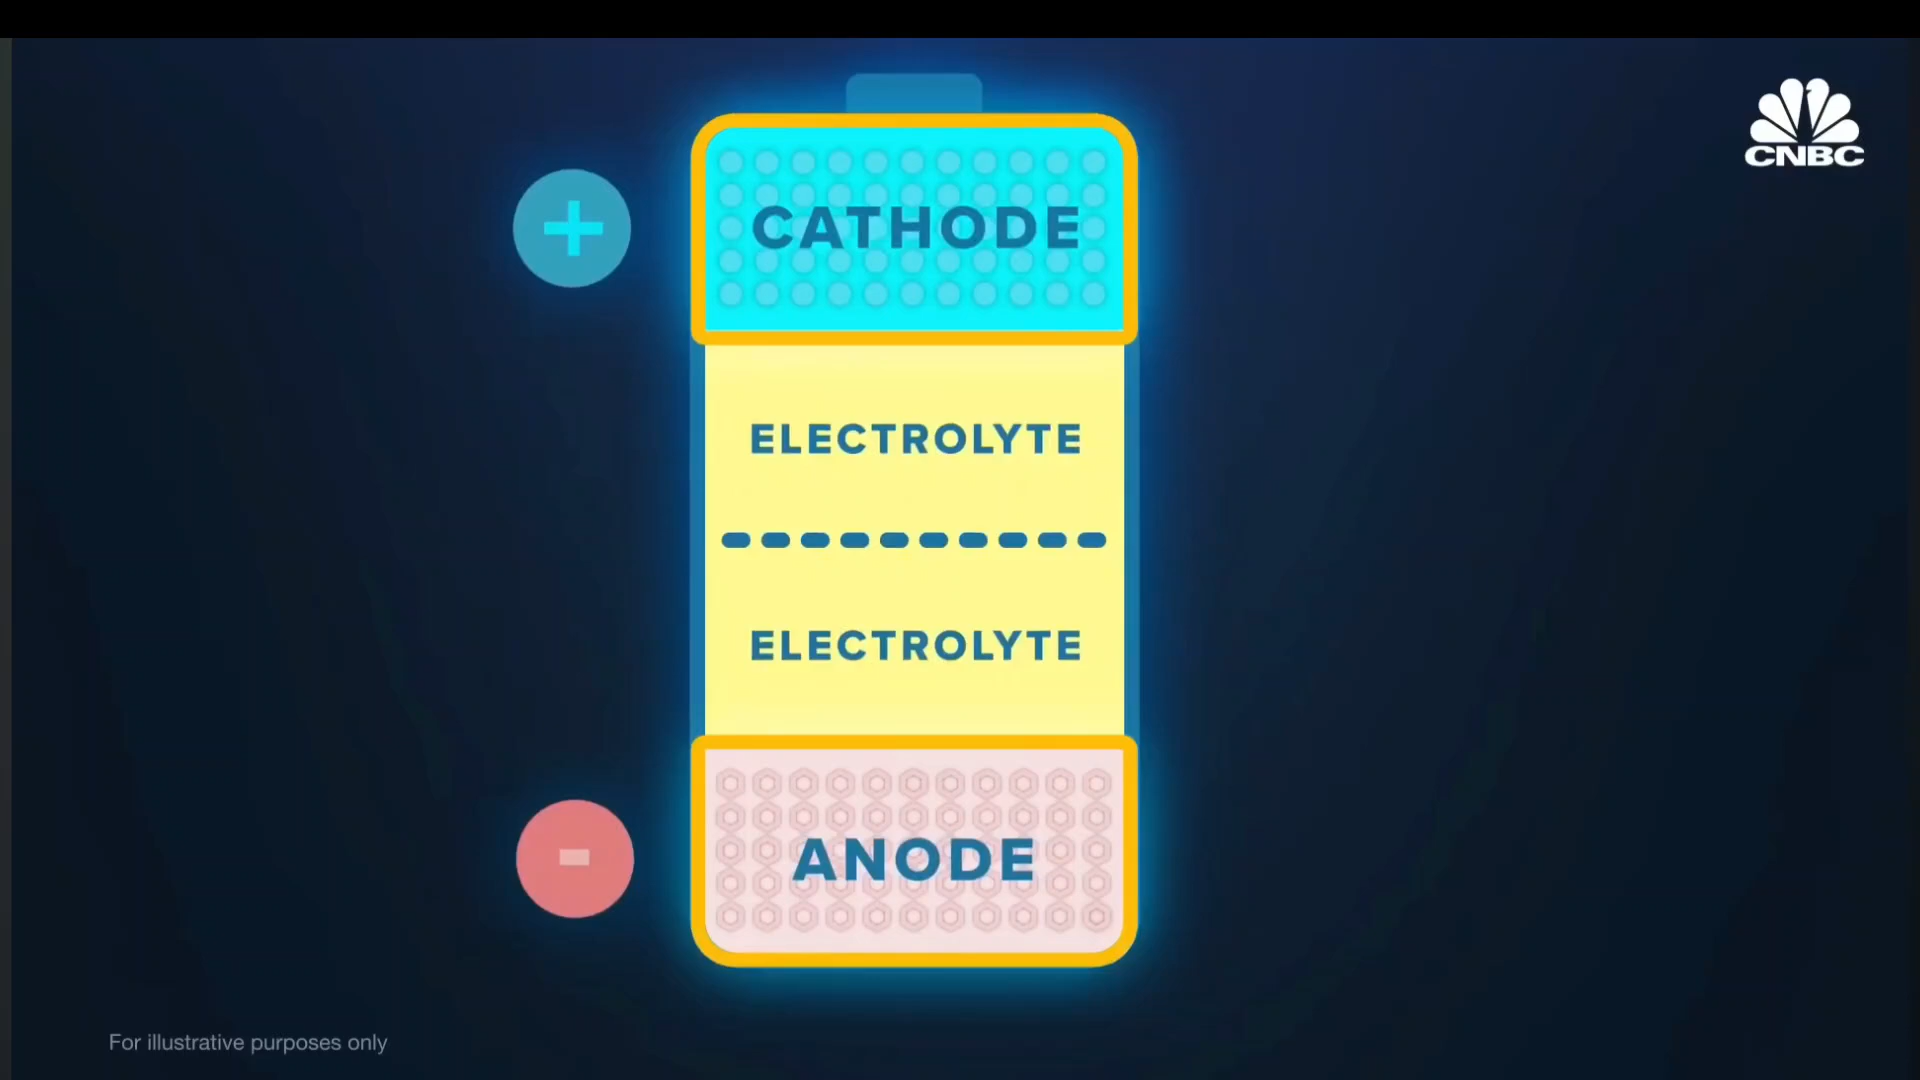 CNBC
+
CATHODE
ELECTROLYTE
ELECTROLYTE
-
ANODE
For illustrative purposes only